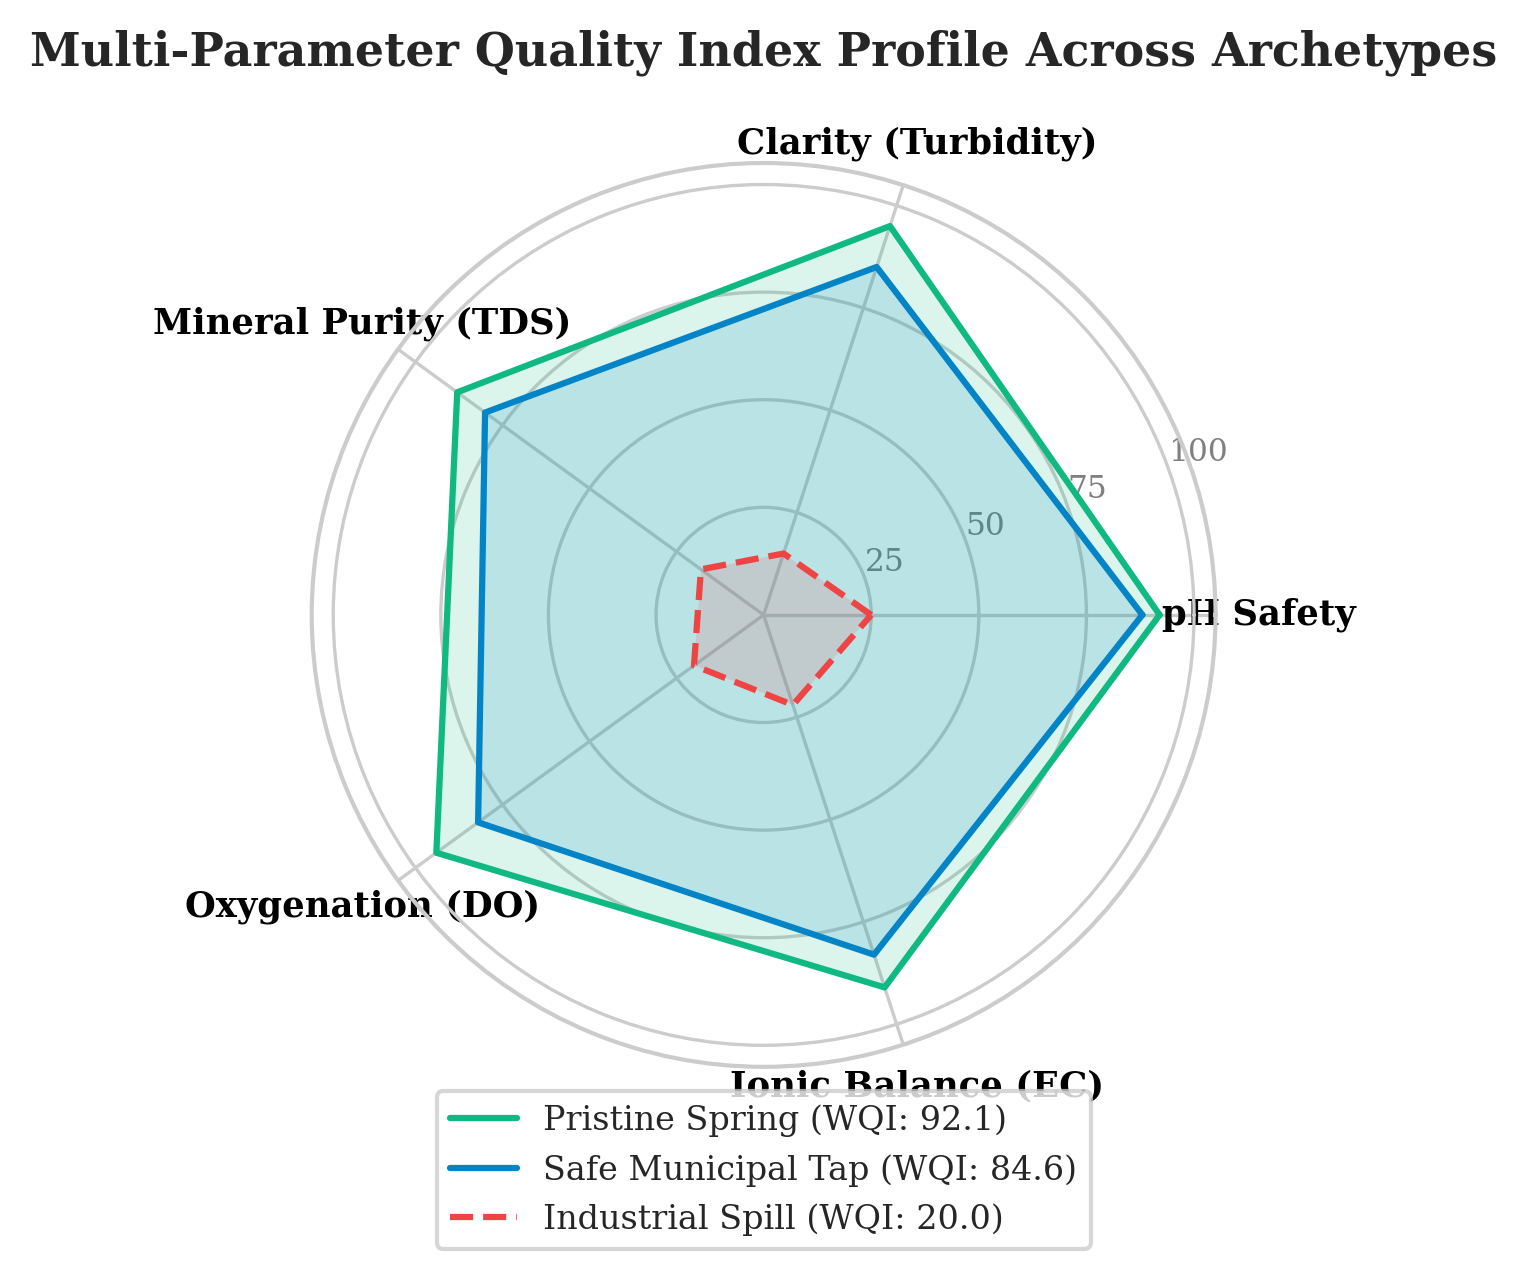 Multi-Parameter Quality Index Profile Across Archetypes
Clarity (Turbidity)
Mineral Purity (TDS)
100
75
50
25
pH Safety
Oxygenation (DO)
Ionic Balance (EC)
Pristine Spring (WQI: 92.1)
Safe Municipal Tap (WQI: 84.6)
Industrial Spill (WQI: 20.0)